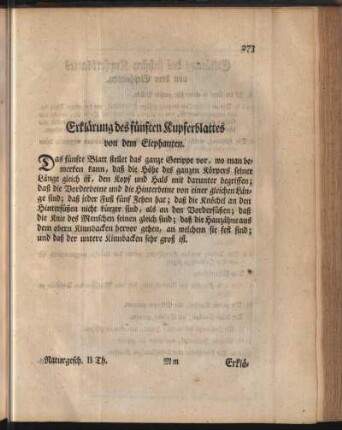 273
Erklärung des fünften Kupferblattes
von dem Elephanten.
Das fünfte Blatt stellet das ganze Gerippe vor, wo man be-
merken kann, daß die Höhe des ganzen Körpers seiner
Länge gleich ist, den Kopf und Hals mit darunter begriffen;
daß die Vorderbeine und die Hinterbeine von einer gleichen Län-
ge sind; daß jeder Fuß fünf Zehen hat; daß die Knöchel an den
Hinterfüßen nicht kürzer sind, als an den Vorderfüßen; daß
die Knie des Menschen seinen gleich sind; daß die Hauzähne aus
dem obern Kinnbacken hervor gehen, an welchem sie fest sind;
und daß der untere Kinnbacken sehr groß ist.
Naturgesch. II Th. Mm Erklä-